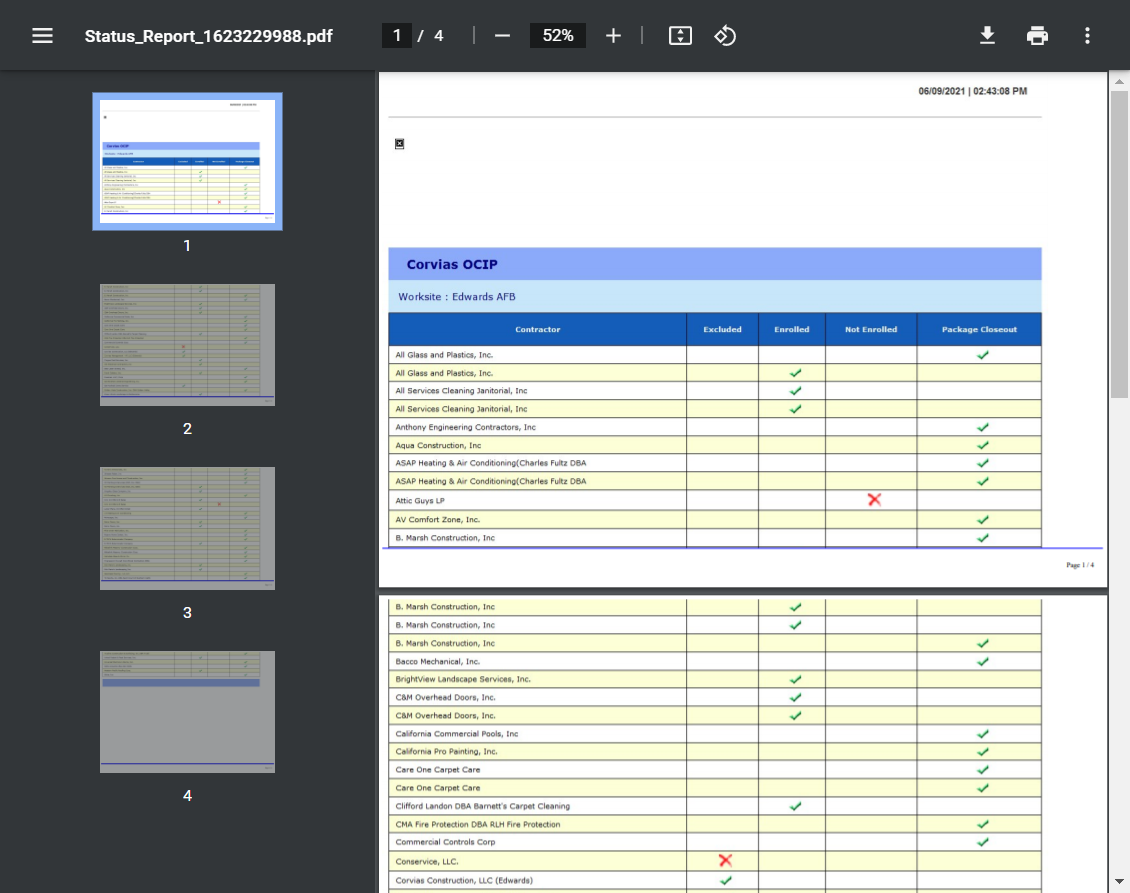 Status_Report_1623229988.pdf
1 / 4
52%
1
2
3
4
06/09/2021 | 02:43:08 PM
Corvias OCIP
Worksite : Edwards AFB
Contractor Excluded Enrolled Not Enrolled Package Closeout
All Glass and Plastics, Inc.
All Glass and Plastics, Inc.
All Services Cleaning Janitorial, Inc
All Services Cleaning Janitorial, Inc
Anthony Engineering Contractors, Inc
Aqua Construction, Inc
ASAP Heating & Air Conditioning(Charles Fultz DBA
ASAP Heating & Air Conditioning(Charles Fultz DBA
Attic Guys LP
AV Comfort Zone, Inc.
B. Marsh Construction, Inc
Page 1 / 4
B. Marsh Construction, Inc
B. Marsh Construction, Inc
B. Marsh Construction, Inc
Bacco Mechanical, Inc.
BrightView Landscape Services, Inc.
C&M Overhead Doors, Inc.
C&M Overhead Doors, Inc.
California Commercial Pools, Inc
California Pro Painting, Inc.
Care One Carpet Care
Care One Carpet Care
Clifford Landon DBA Barnett's Carpet Cleaning
CMA Fire Protection DBA RLH Fire Protection
Commercial Controls Corp
Conservice, LLC.
Corvias Construction, LLC (Edwards)